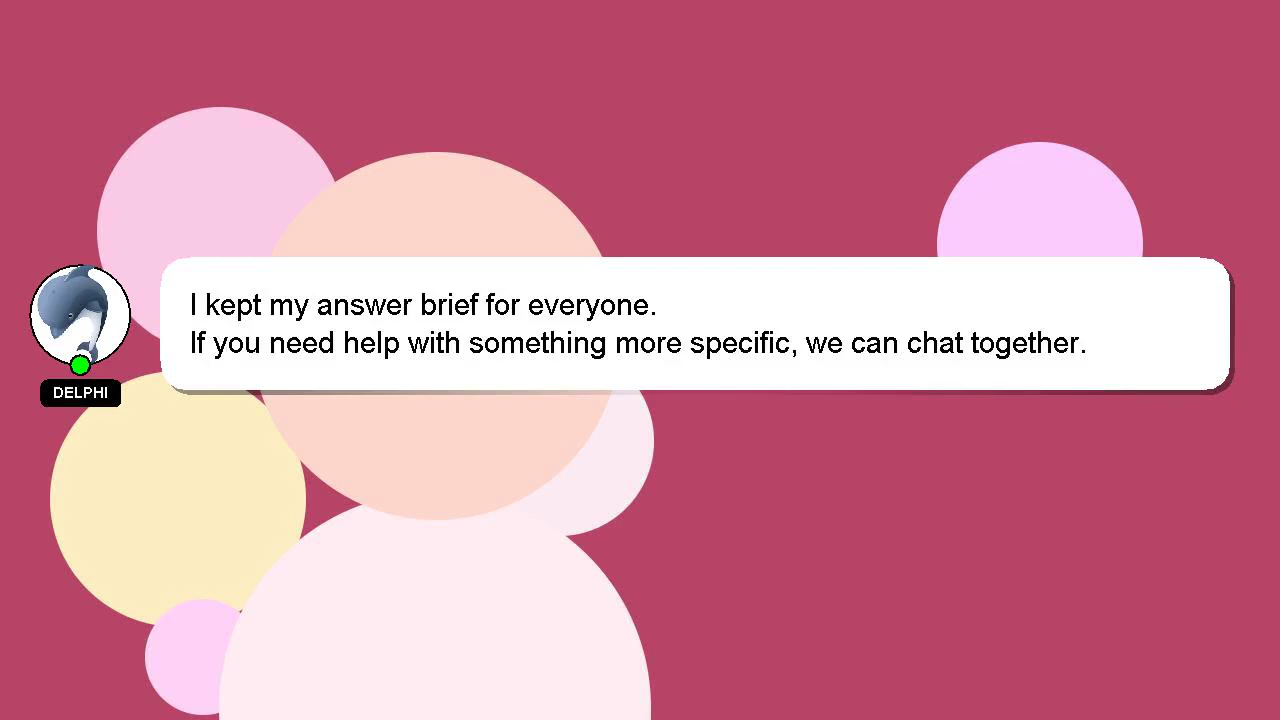 I kept my answer brief for everyone.
If you need help with something more specific, we can chat together.
DELPHI